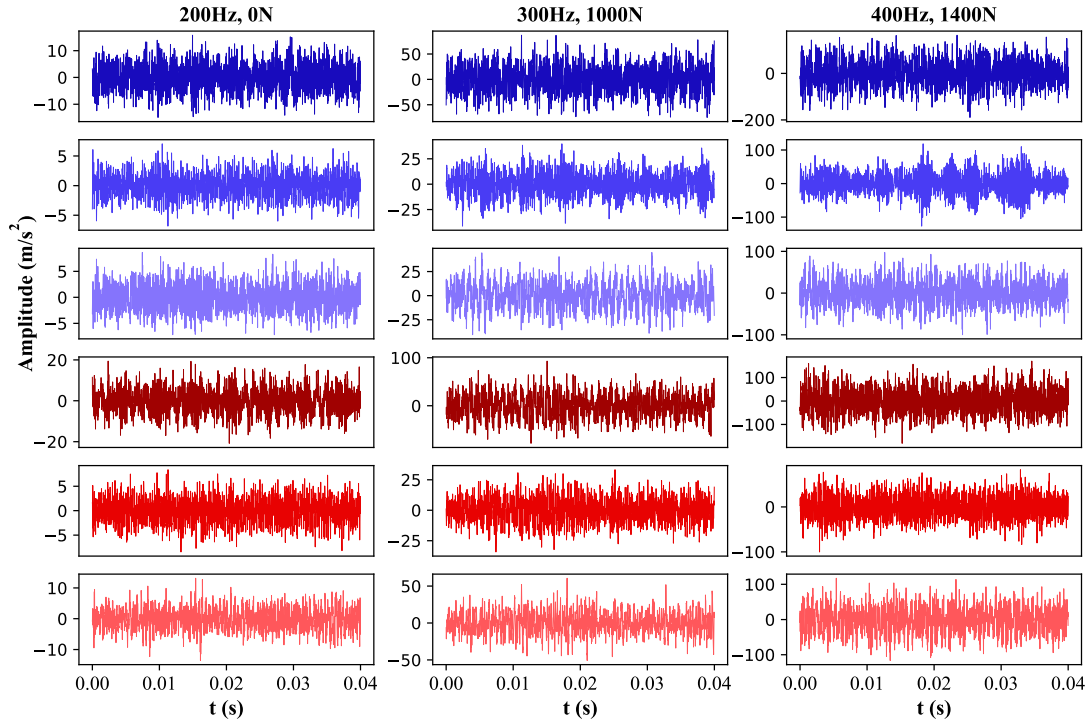 200Hz, 0N 300Hz, 1000N 400Hz, 1400N
10 0 −10 50 0 −50 0 −200
5 0 −5 25 0 −25 100 0 −100
5 0 −5 25 0 −25 100 0 −100
20 0 −20 100 0 100 0 −100
5 0 −5 25 0 −25 0 −100
10 0 −10 50 0 −50 100 0 −100
Amplitude (m/s²)
0.00 0.01 0.02 0.03 0.04 0.00 0.01 0.02 0.03 0.04 0.00 0.01 0.02 0.03 0.04
t (s) t (s) t (s)